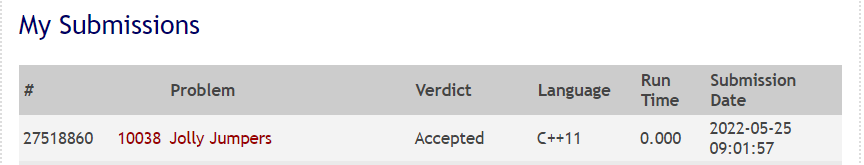 My Submissions
# Problem Verdict Language Run Time Submission Date
27518860 10038 Jolly Jumpers Accepted C++11 0.000 2022-05-25 09:01:57